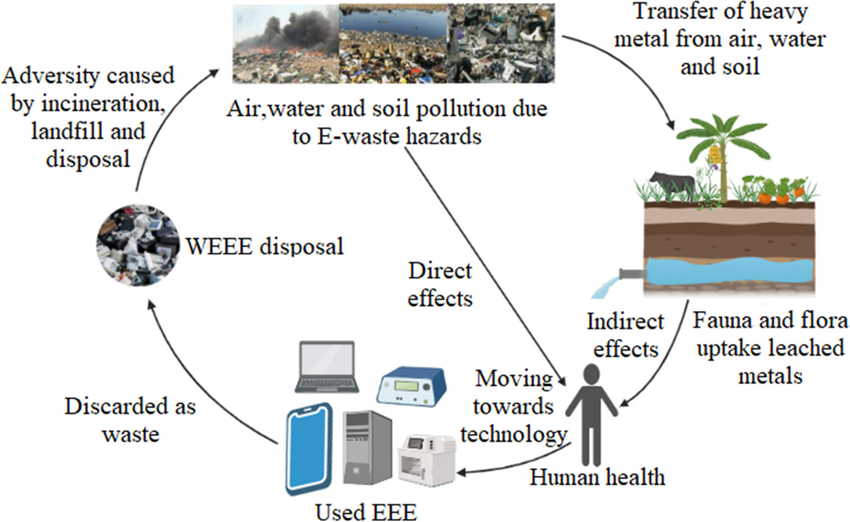 Transfer of heavy
metal from air, water
and soil
Adversity caused
by incineration,
landfill and
disposal
Air,water and soil pollution due
to E-waste hazards
WEEE disposal
Direct
effects
Indirect
effects
Fauna and flora
uptake leached
metals
Moving
towards
technology
Discarded as
waste
Human health
Used EEE